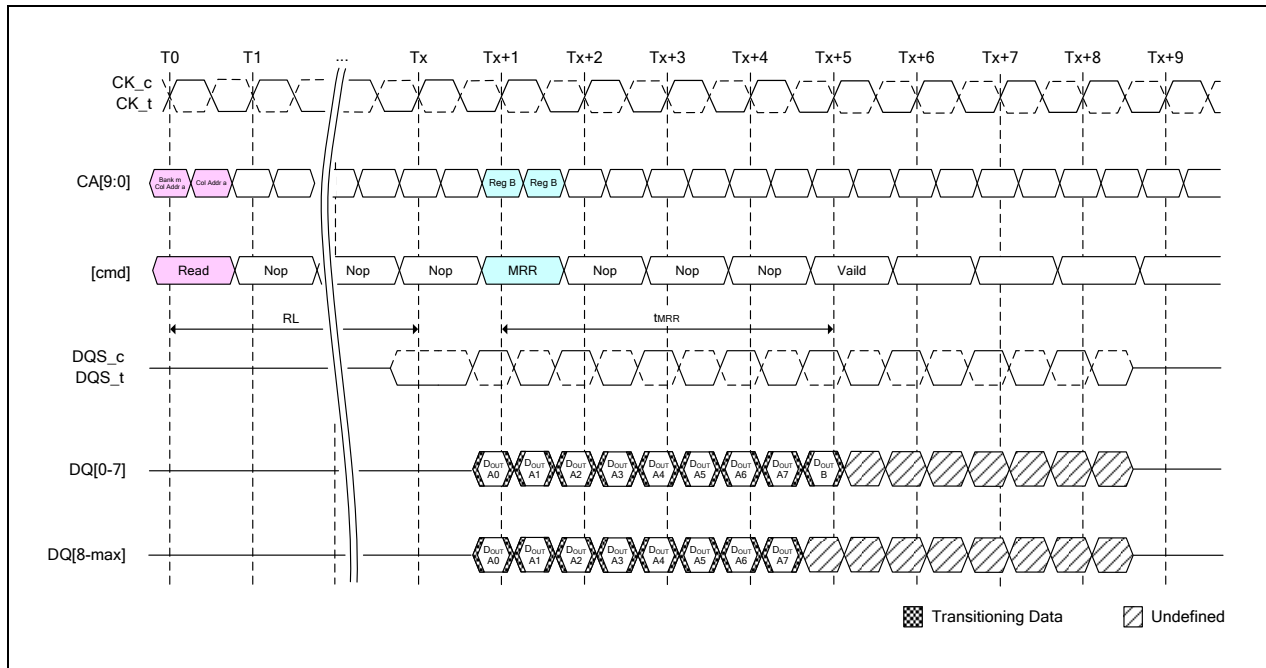 T0 T1 ... Tx Tx+1 Tx+2 Tx+3 Tx+4 Tx+5 Tx+6 Tx+7 Tx+8 Tx+9
CK_c
CK_t
CA[9:0] Bank m Col Addr a Col Addr a Reg B Reg B
[cmd] Read Nop Nop Nop MRR Nop Nop Nop Vaild
RL tMRR
DQS_c
DQS_t
DQ[0-7] DOUT A0 DOUT A1 DOUT A2 DOUT A3 DOUT A4 DOUT A5 DOUT A6 DOUT A7 DOUT B
DQ[8-max] DOUT A0 DOUT A1 DOUT A2 DOUT A3 DOUT A4 DOUT A5 DOUT A6 DOUT A7
Transitioning Data Undefined